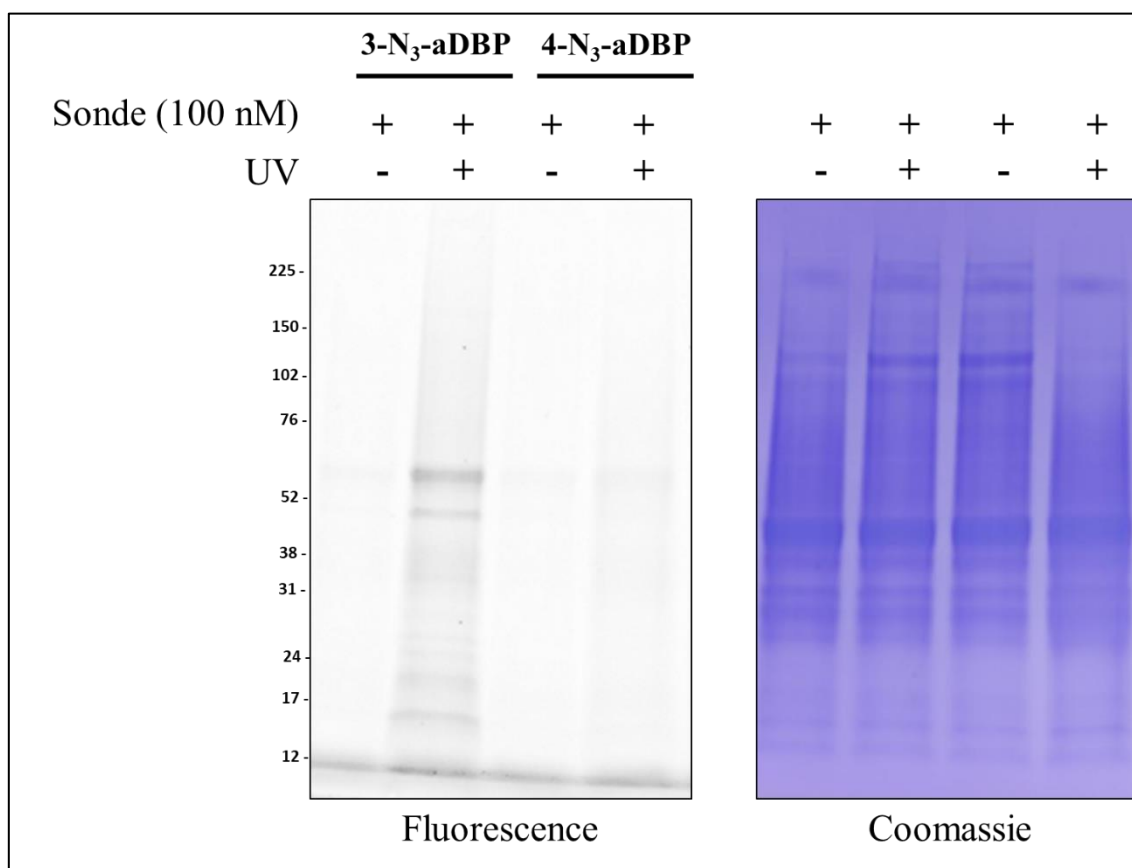 3-N₃-aDBP 4-N₃-aDBP
Sonde (100 nM) + + + + + + + +
UV - + - + - + - +
225 -
150 -
102 -
76 -
52 -
38 -
31 -
24 -
17 -
12 -
Fluorescence Coomassie